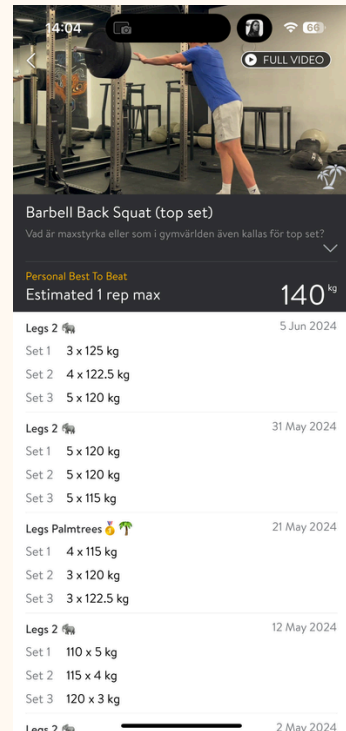 14:04
66
FULL VIDEO
Barbell Back Squat (top set)
Vad är maxstyrka eller som i gymvärlden även kallas för top set?
Personal Best To Beat
Estimated 1 rep max 140 kg
Legs 2 🦏 5 Jun 2024
Set 1 3 x 125 kg
Set 2 4 x 122.5 kg
Set 3 5 x 120 kg
Legs 2 🦏 31 May 2024
Set 1 5 x 120 kg
Set 2 5 x 120 kg
Set 3 5 x 115 kg
Legs Palmtrees🥇🌴 21 May 2024
Set 1 4 x 115 kg
Set 2 3 x 120 kg
Set 3 3 x 122.5 kg
Legs 2 🦏 12 May 2024
Set 1 110 x 5 kg
Set 2 115 x 4 kg
Set 3 120 x 3 kg
Legs 2 🦏 2 May 2024